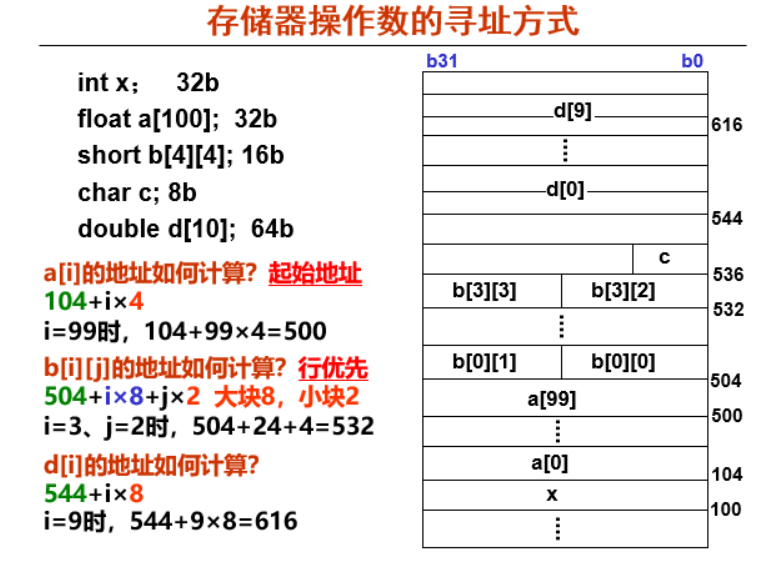 存储器操作数的寻址方式
int x； 32b
float a[100]; 32b
short b[4][4]; 16b
char c; 8b
double d[10]; 64b
a[i]的地址如何计算？起始地址
104+i×4
i=99时，104+99×4=500
b[i][j]的地址如何计算？行优先
504+i×8+j×2 大块8，小块2
i=3、j=2时，504+24+4=532
d[i]的地址如何计算？
544+i×8
i=9时，544+9×8=616
b31 b0
d[9]
616
d[0]
544
c
536
b[3][3] b[3][2]
532
b[0][1] b[0][0]
504
a[99]
500
a[0]
104
x
100